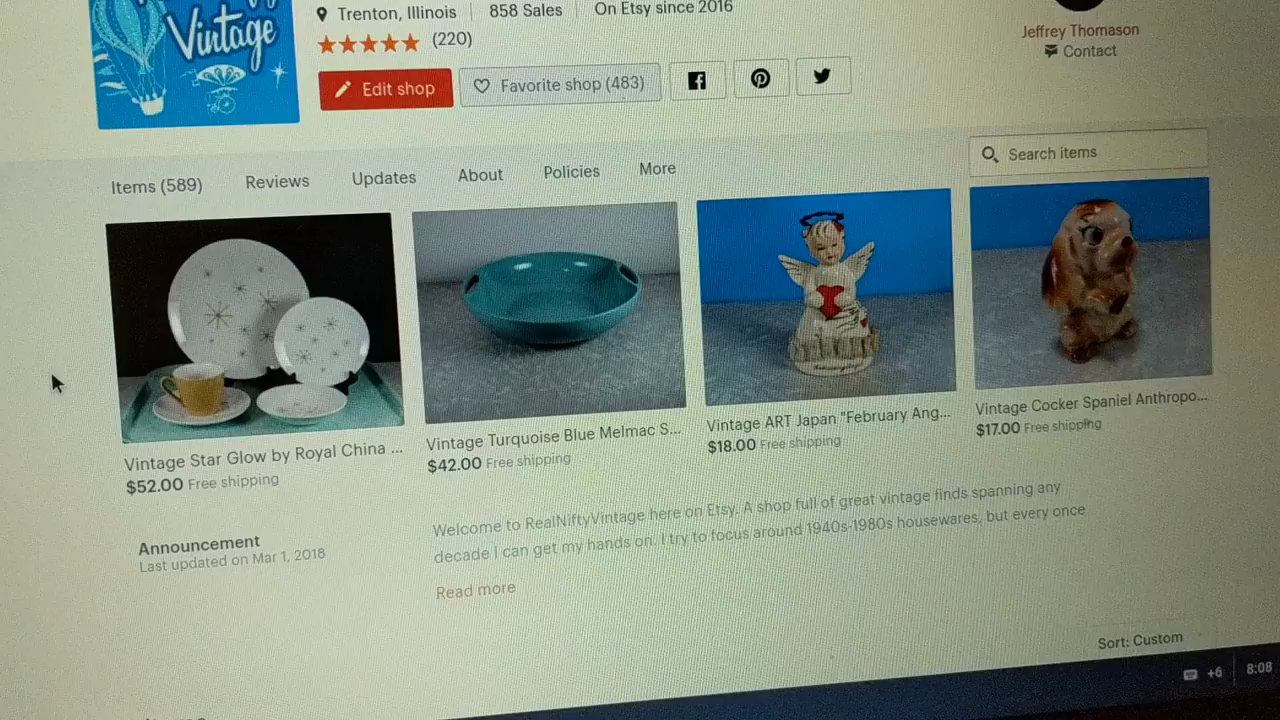 Vintage
Trenton, Illinois
858 Sales
On Etsy since 2016
(220)
Edit shop
Favorite shop (483)
Jeffrey Thomason
Contact
Items (589)
Reviews
Updates
About
Policies
More
Search items
Vintage Star Glow by Royal China ...
$52.00 Free shipping
Vintage Turquoise Blue Melmac S...
$42.00 Free shipping
Vintage ART Japan "February Ang...
$18.00 Free shipping
Vintage Cocker Spaniel Anthropo...
$17.00 Free shipping
Announcement
Last updated on Mar 1, 2018
Welcome to RealNiftyVintage here on Etsy. A shop full of great vintage finds spanning any
decade I can get my hands on. I try to focus around 1940s-1980s housewares, but every once
Read more
Sort: Custom
+6
8:08